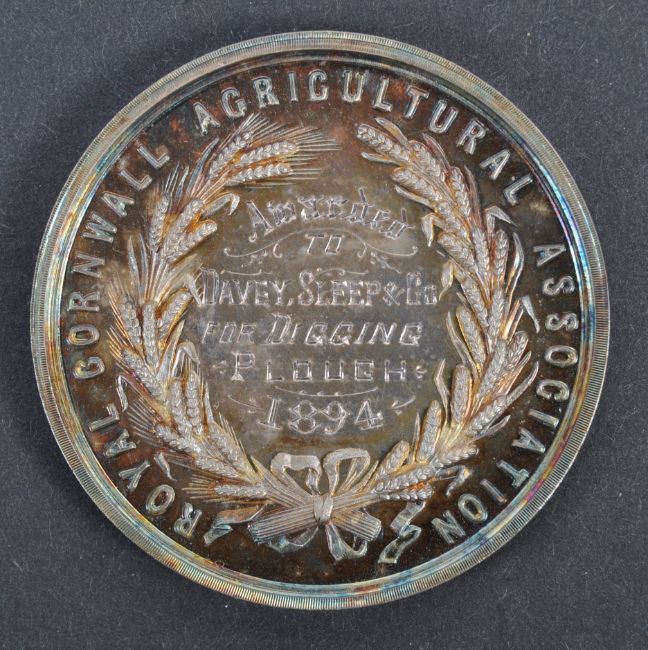 ROYAL CORNWALL AGRICULTURAL ASSOCIATION
Awarded
TO
DAVEY, SLEEP & Co
FOR DIGGING
PLOUGH
1894